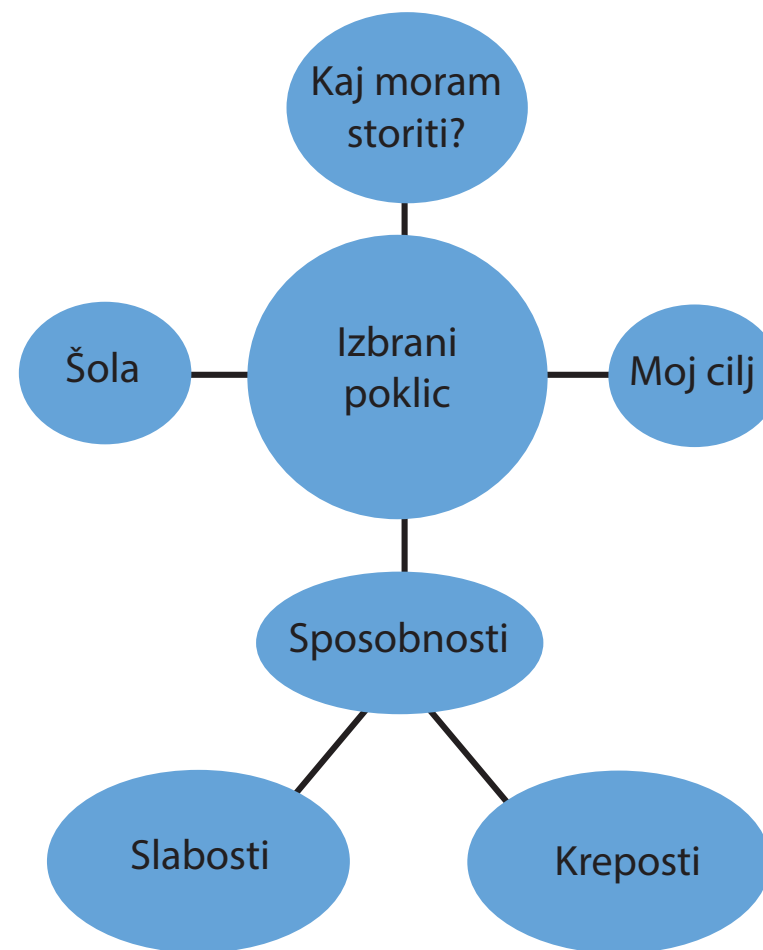 Kaj moram
storiti?
Šola
Izbrani
poklic
Moj cilj
Sposobnosti
Slabosti
Kreposti